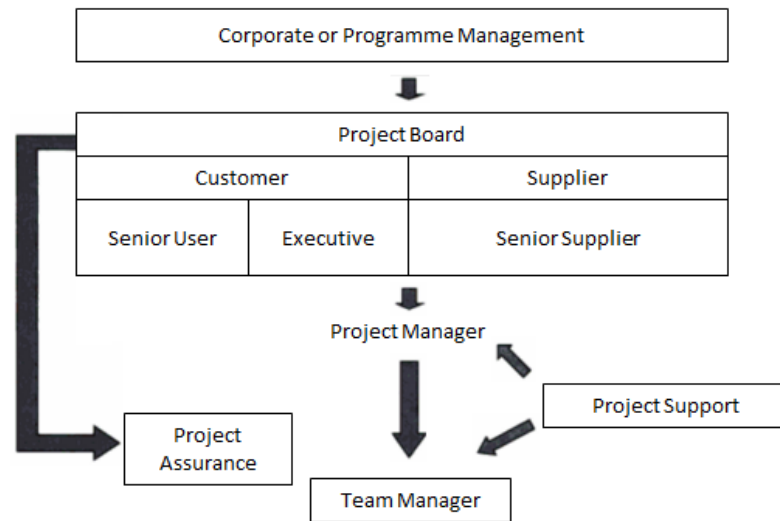 Corporate or Programme Management
Project Board
Customer
Supplier
Senior User
Executive
Senior Supplier
Project Manager
Project Support
Project
Assurance
Team Manager